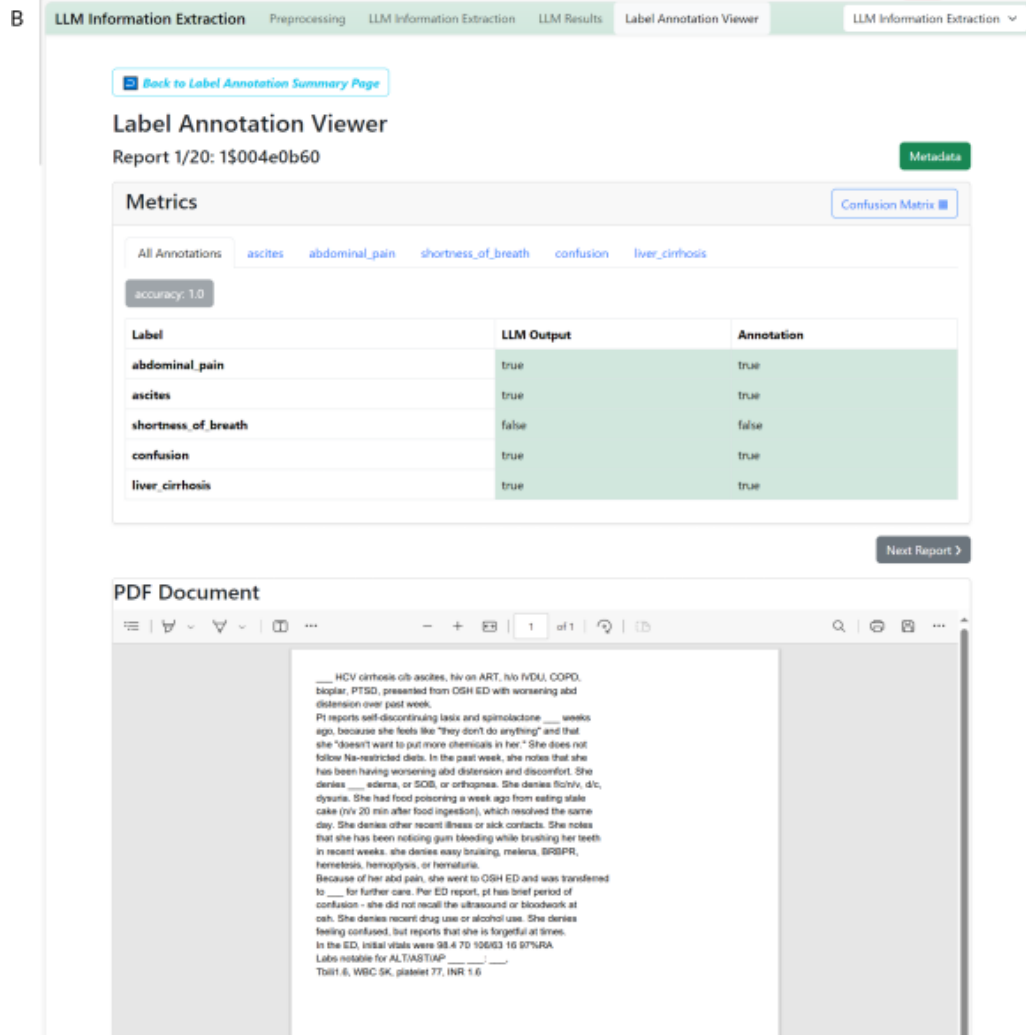 B
LLM Information Extraction Preprocessing LLM Information Extraction LLM Results Label Annotation Viewer LLM Information Extraction
Back to Label Annotation Summary Page
Label Annotation Viewer
Report 1/20: 1$004e0b60
Metadata
Metrics
Confusion Matrix
All Annotations ascites abdominal_pain shortness_of_breath confusion liver_cirrhosis
accuracy: 1.0
Label LLM Output Annotation
abdominal_pain true true
ascites true true
shortness_of_breath false false
confusion true true
liver_cirrhosis true true
Next Report
PDF Document
1 of 1
___ HCV cirrhosis c/b ascites, hiv on ART, h/o IVDU, COPD,
bioplar, PTSD, presented from OSH ED with worsening abd
distension over past week.
Pt reports self-discontinuing lasix and spirnolactone ___ weeks
ago, because she feels like "they don't do anything" and that
she "doesn't want to put more chemicals in her." She does not
follow Na-restricted diets. In the past week, she notes that she
has been having worsening abd distension and discomfort. She
denies ___ edema, or SOB, or orthopnea. She denies f/c/n/v, d/c,
dysuria. She had food poisoning a week ago from eating stale
cake (n/v 20 min after food ingestion), which resolved the same
day. She denies other recent illness or sick contacts. She notes
that she has been noticing gum bleeding while brushing her teeth
in recent weeks. she denies easy bruising, melena, BRBPR,
hemetesis, hemoptysis, or hematuria.
Because of her abd pain, she went to OSH ED and was transferred
to ___ for further care. Per ED report, pt has brief period of
confusion - she did not recall the ultrasound or bloodwork at
osh. She denies recent drug use or alcohol use. She denies
feeling confused, but reports that she is forgetful at times.
In the ED, initial vitals were 98.4 70 106/63 16 97%RA
Labs notable for ALT/AST/AP ___ ___: ___,
Tbili1.6, WBC 5K, platelet 77, INR 1.6